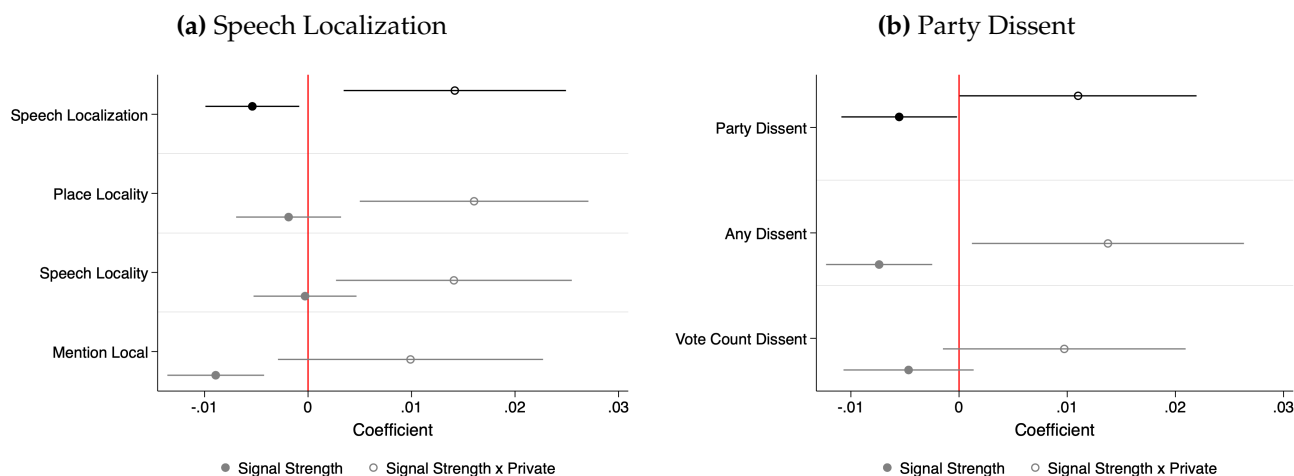 (a) Speech Localization
Speech Localization
Place Locality
Speech Locality
Mention Local
-.01 0 .01 .02 .03
Coefficient
Signal Strength Signal Strength x Private
(b) Party Dissent
Party Dissent
Any Dissent
Vote Count Dissent
-.01 0 .01 .02 .03
Coefficient
Signal Strength Signal Strength x Private